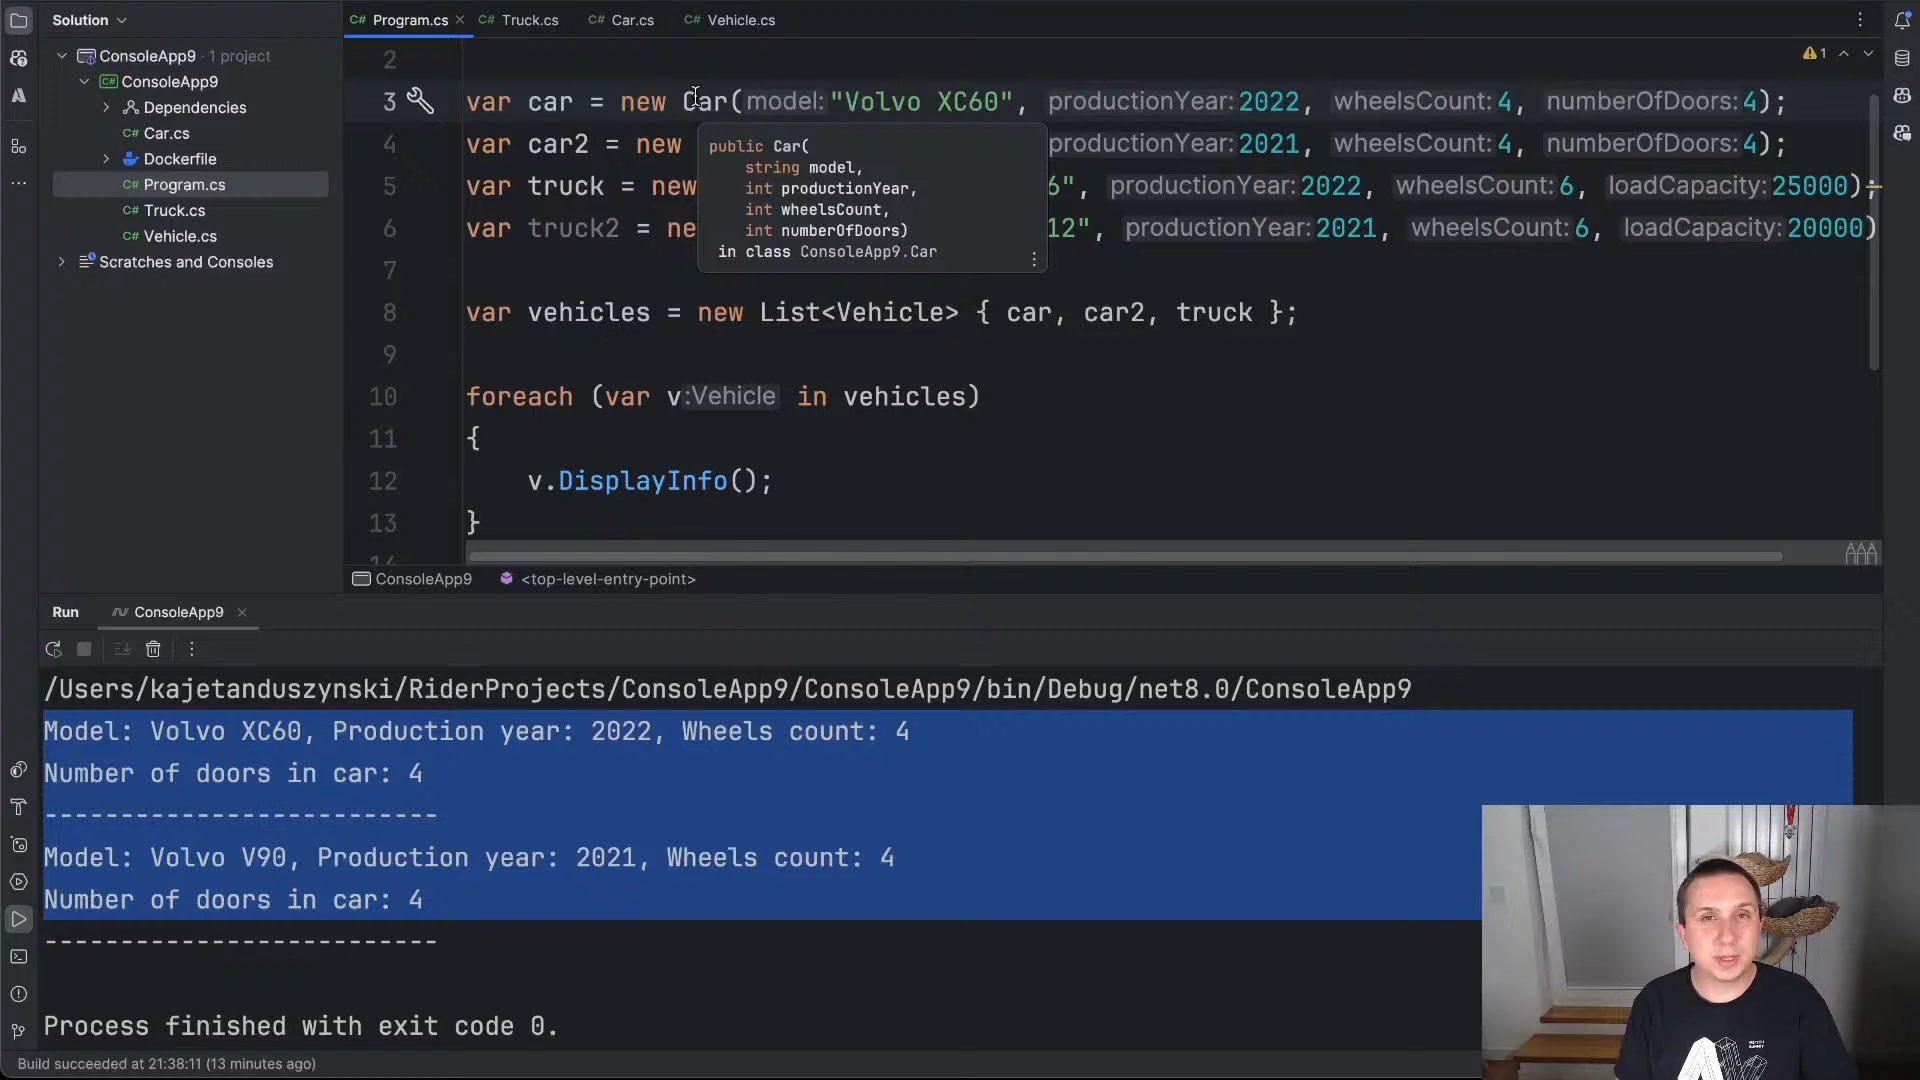 Solution
Program.cs
Truck.cs
Car.cs
Vehicle.cs
ConsoleApp9 · 1 project
ConsoleApp9
Dependencies
Car.cs
Dockerfile
Program.cs
Truck.cs
Vehicle.cs
Scratches and Consoles
1
2
3 var car = new Car(model: "Volvo XC60", productionYear: 2022, wheelsCount: 4, numberOfDoors: 4);
4 var car2 = new productionYear: 2021, wheelsCount: 4, numberOfDoors: 4);
5 var truck = new 6", productionYear: 2022, wheelsCount: 6, loadCapacity: 25000);
6 var truck2 = ne 12", productionYear: 2021, wheelsCount: 6, loadCapacity: 20000)
public Car(
string model,
int productionYear,
int wheelsCount,
int numberOfDoors)
in class ConsoleApp9.Car
7
8 var vehicles = new List<Vehicle> { car, car2, truck };
9
10 foreach (var v :Vehicle in vehicles)
11 {
12 v.DisplayInfo();
13 }
14
ConsoleApp9 <top-level-entry-point>
Run ConsoleApp9
/Users/kajetanduszynski/RiderProjects/ConsoleApp9/ConsoleApp9/bin/Debug/net8.0/ConsoleApp9
Model: Volvo XC60, Production year: 2022, Wheels count: 4
Number of doors in car: 4
--------------------------
Model: Volvo V90, Production year: 2021, Wheels count: 4
Number of doors in car: 4
--------------------------
Process finished with exit code 0.
Build succeeded at 21:38:11 (13 minutes ago)